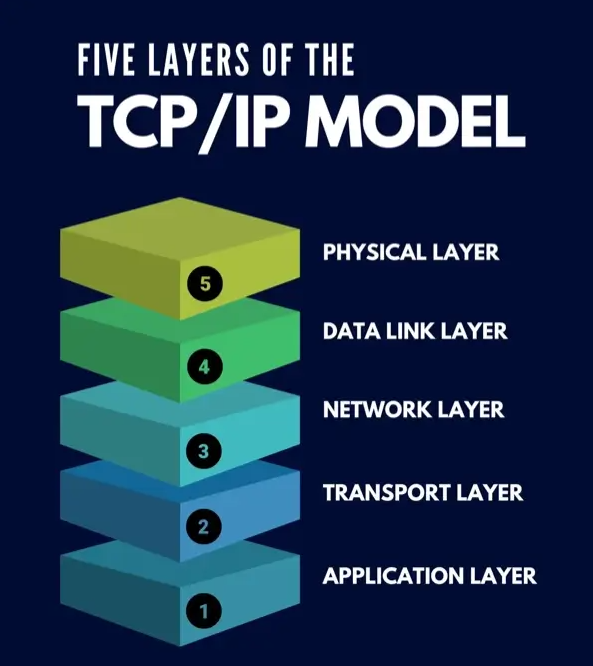 FIVE LAYERS OF THE
TCP/IP MODEL
PHYSICAL LAYER
5
DATA LINK LAYER
4
NETWORK LAYER
3
TRANSPORT LAYER
2
APPLICATION LAYER
1